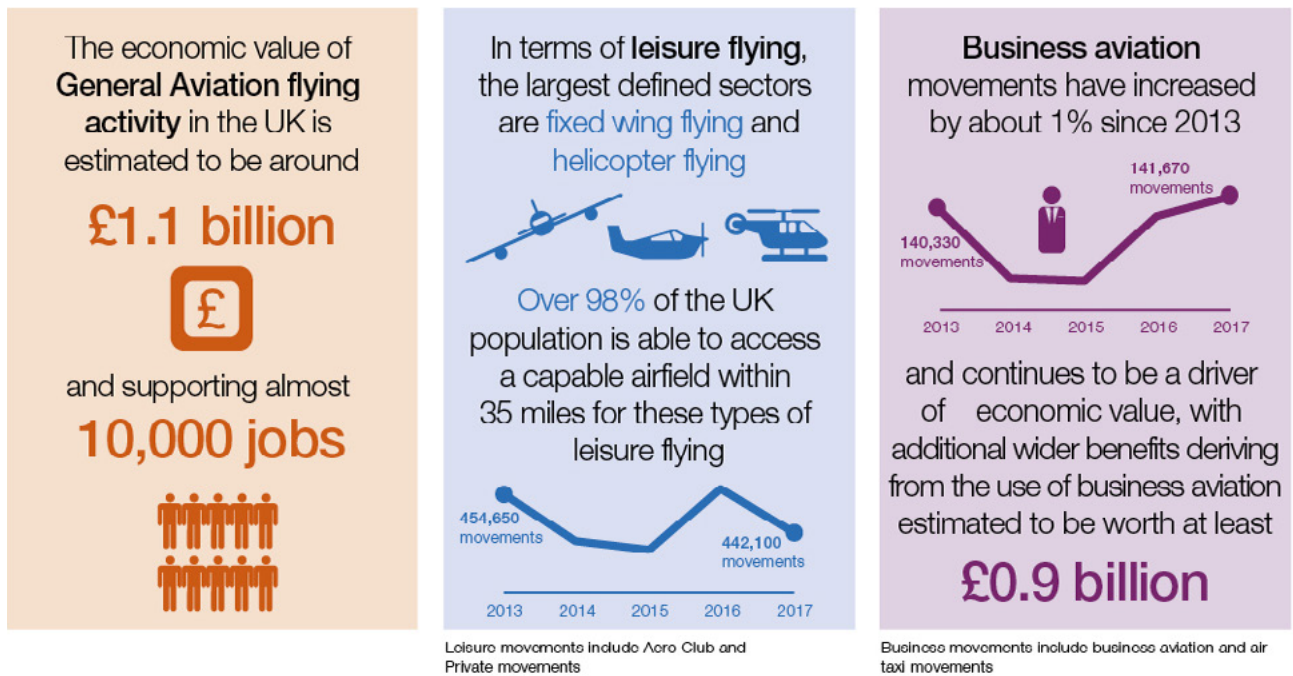 The economic value of
General Aviation flying
activity in the UK is
estimated to be around
£1.1 billion
£
and supporting almost
10,000 jobs
In terms of leisure flying,
the largest defined sectors
are fixed wing flying and
helicopter flying
Over 98% of the UK
population is able to access
a capable airfield within
35 miles for these types of
leisure flying
454,650
movements
442,100
movements
2013 2014 2015 2016 2017
Leisure movements include Aero Club and
Private movements
Business aviation
movements have increased
by about 1% since 2013
141,670
movements
140,330
movements
2013 2014 2015 2016 2017
and continues to be a driver
of economic value, with
additional wider benefits deriving
from the use of business aviation
estimated to be worth at least
£0.9 billion
Business movements include business aviation and air
taxi movements